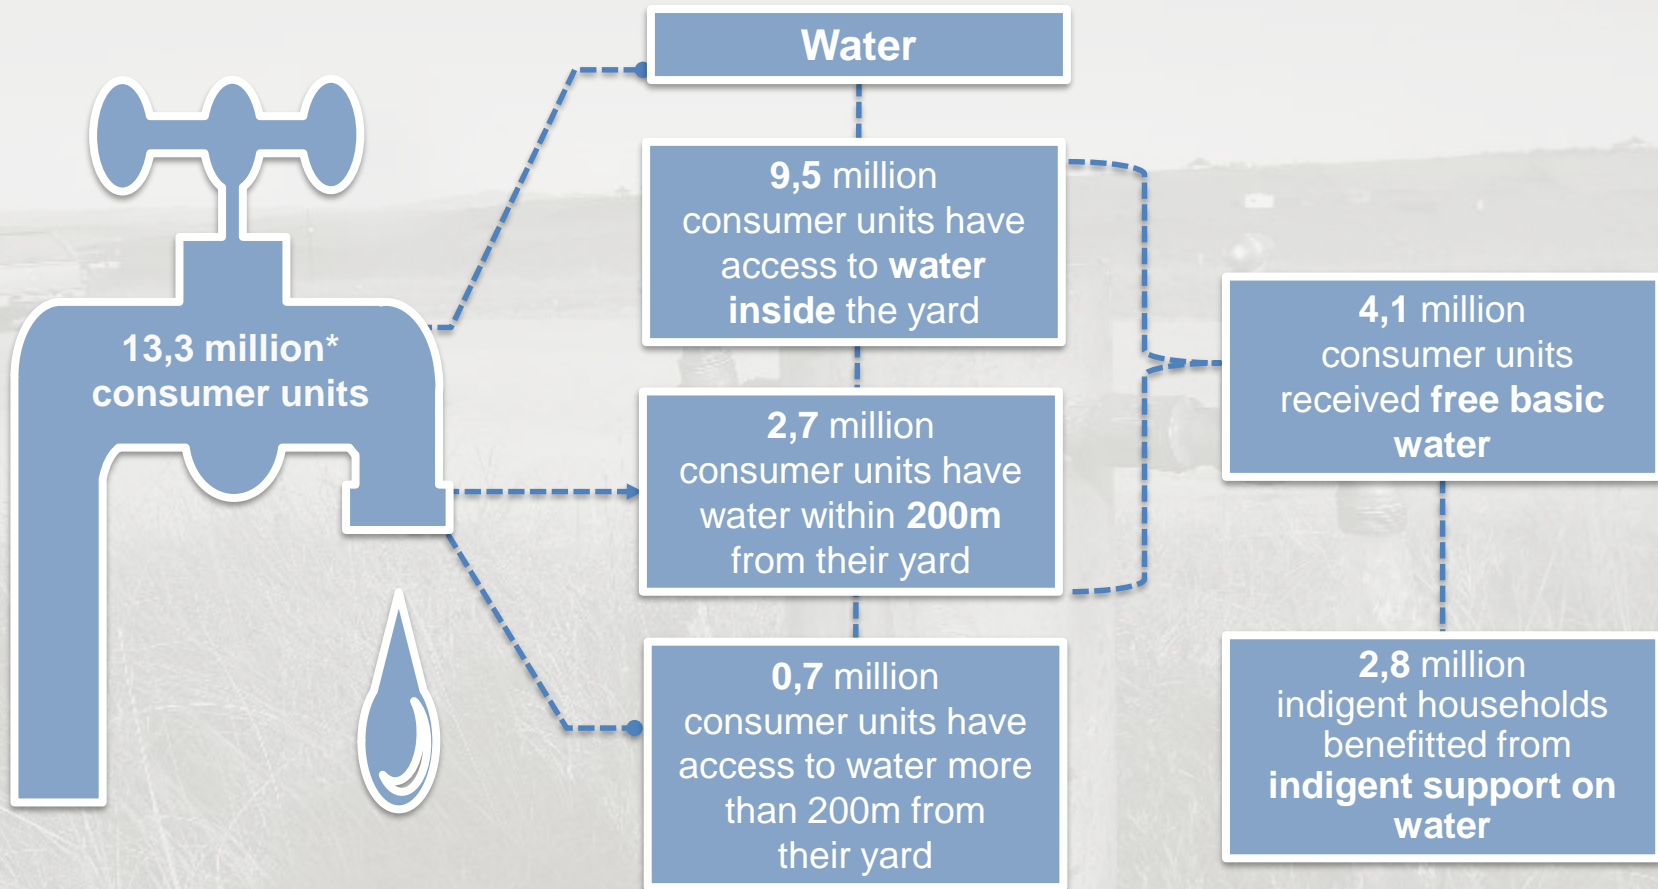 Water
13,3 million*
consumer units
9,5 million
consumer units have
access to water
inside the yard
2,7 million
consumer units have
water within 200m
from their yard
0,7 million
consumer units have
access to water more
than 200m from
their yard
4,1 million
consumer units
received free basic
water
2,8 million
indigent households
benefitted from
indigent support on
water